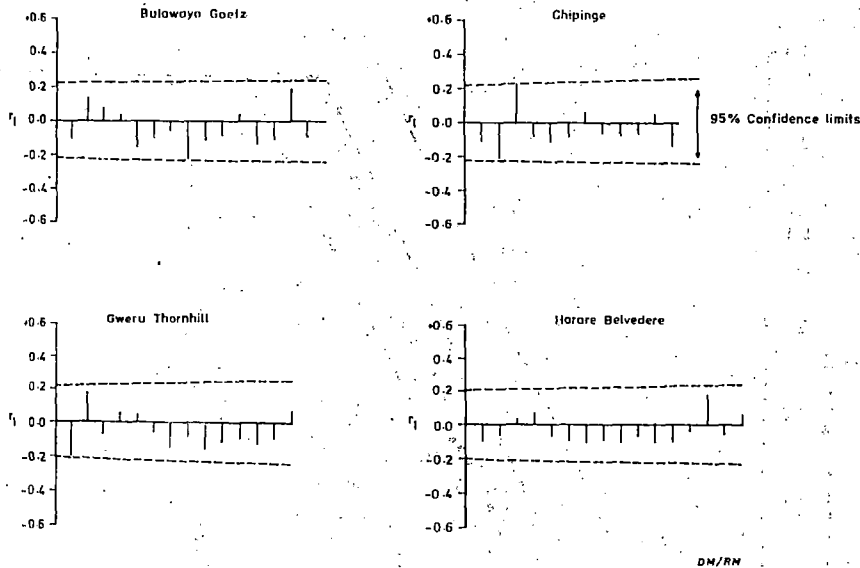 Bulawayo Goetz
+0.6
0.4
0.2
r1 0.0
-0.2
-0.4
-0.6
Chipinge
+0.6
0.4
0.2
r1 0.0
-0.2
-0.4
-0.6
95% Confidence limits
Gweru Thornhill
+0.6
0.4
0.2
r1 0.0
-0.2
-0.4
-0.6
Harare Belvedere
+0.6
0.4
0.2
r1 0.0
-0.2
-0.4
-0.6
DM/RM